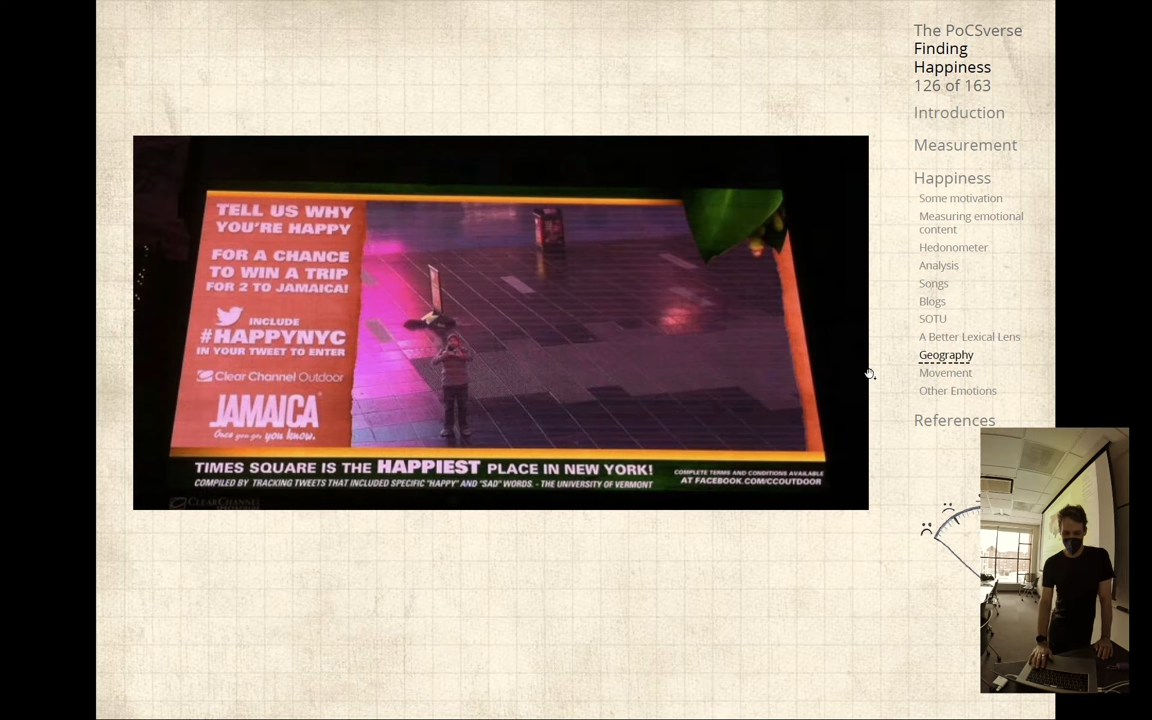 The PoCSverse
Finding
Happiness
126 of 163
Introduction
Measurement
Happiness
Some motivation
Measuring emotional
content
Hedonometer
Analysis
Songs
Blogs
SOTU
A Better Lexical Lens
Geography
Movement
Other Emotions
References
TELL US WHY
YOU'RE HAPPY
FOR A CHANCE
TO WIN A TRIP
FOR 2 TO JAMAICA!
INCLUDE
#HAPPYNYC
IN YOUR TWEET TO ENTER
Clear Channel Outdoor
JAMAICA
Once you go, you know.
TIMES SQUARE IS THE HAPPIEST PLACE IN NEW YORK!
COMPILED BY TRACKING TWEETS THAT INCLUDED SPECIFIC "HAPPY" AND "SAD" WORDS. - THE UNIVERSITY OF VERMONT
COMPLETE TERMS AND CONDITIONS AVAILABLE
AT FACEBOOK.COM/CCOUTDOOR
CLEARCHANNEL